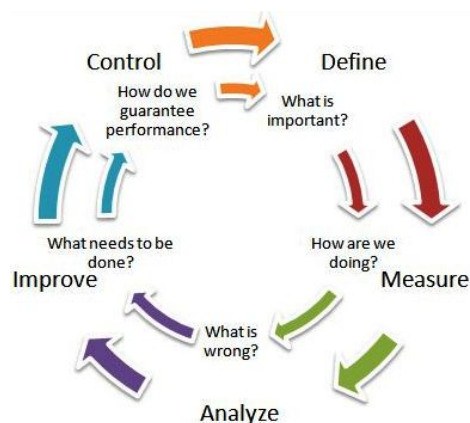 Control
How do we
guarantee
performance?
Define
What is
important?
How are we
doing?
Measure
What is
wrong?
Analyze
What needs to be
done?
Improve